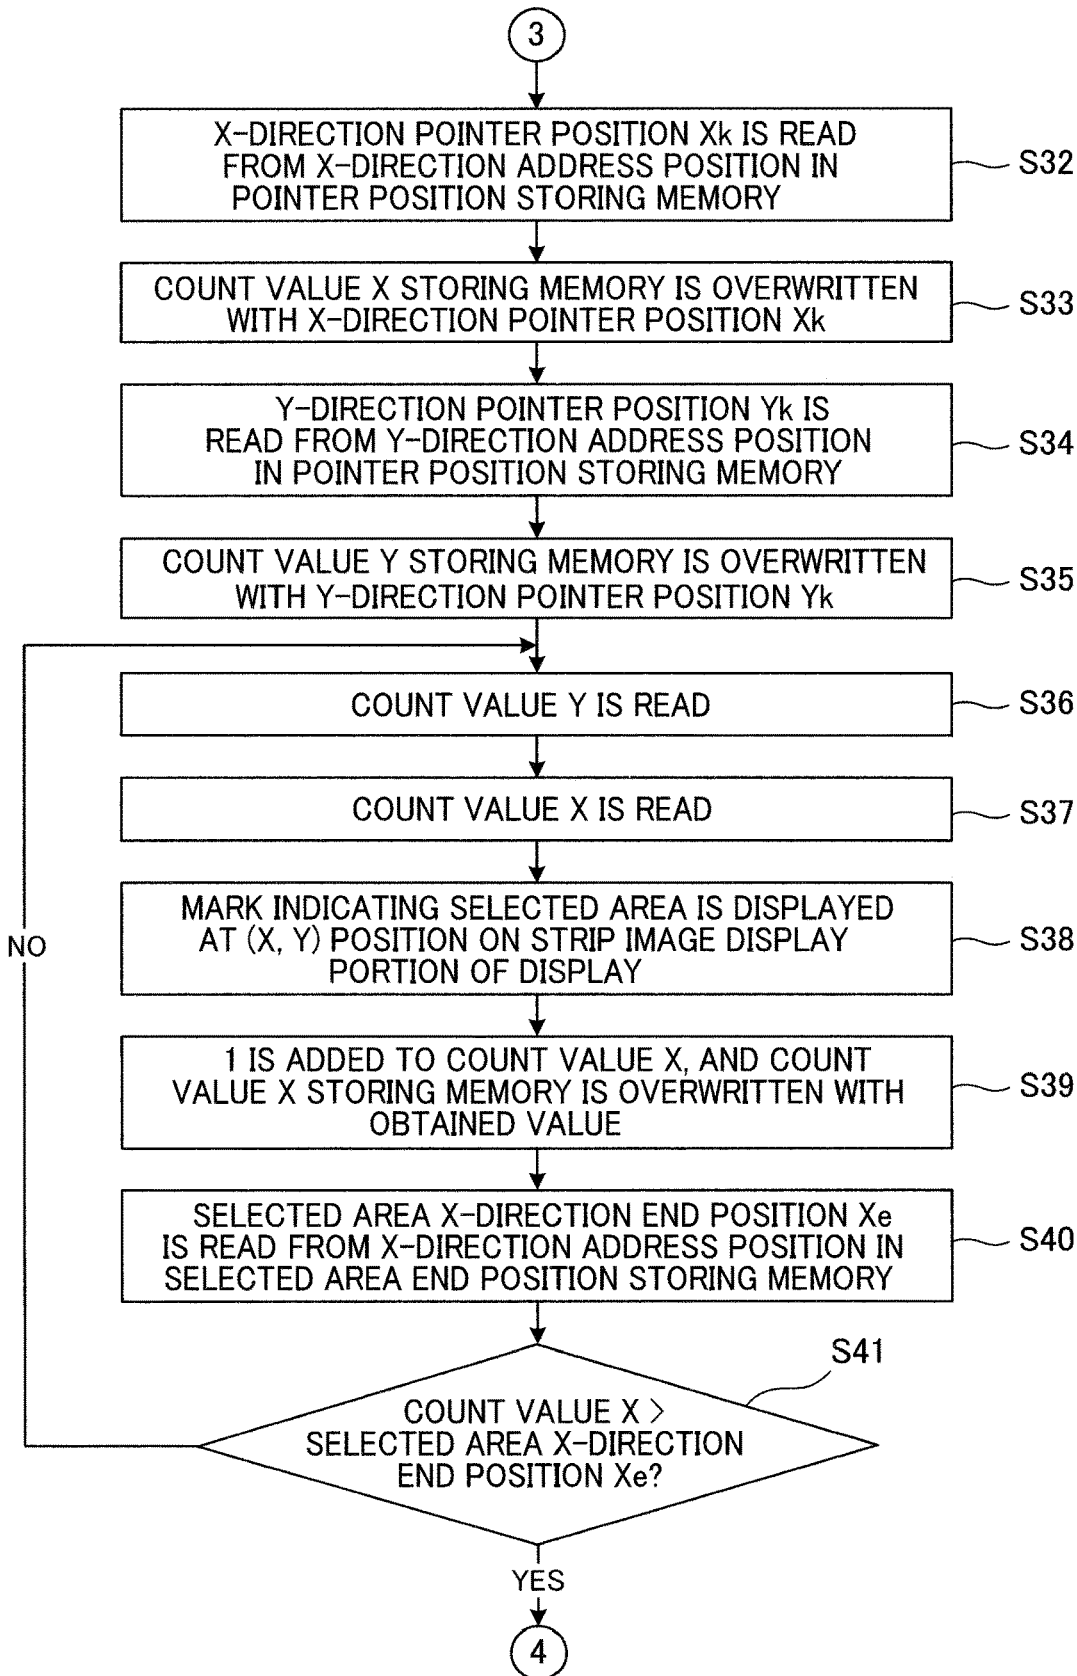 3
X-DIRECTION POINTER POSITION Xk IS READ
FROM X-DIRECTION ADDRESS POSITION IN
POINTER POSITION STORING MEMORY
S32
COUNT VALUE X STORING MEMORY IS OVERWRITTEN
WITH X-DIRECTION POINTER POSITION Xk
S33
Y-DIRECTION POINTER POSITION Yk IS
READ FROM Y-DIRECTION ADDRESS POSITION
IN POINTER POSITION STORING MEMORY
S34
COUNT VALUE Y STORING MEMORY IS OVERWRITTEN
WITH Y-DIRECTION POINTER POSITION Yk
S35
COUNT VALUE Y IS READ
S36
COUNT VALUE X IS READ
S37
MARK INDICATING SELECTED AREA IS DISPLAYED
AT (X, Y) POSITION ON STRIP IMAGE DISPLAY
PORTION OF DISPLAY
S38
NO
1 IS ADDED TO COUNT VALUE X, AND COUNT
VALUE X STORING MEMORY IS OVERWRITTEN WITH
OBTAINED VALUE
S39
SELECTED AREA X-DIRECTION END POSITION Xe
IS READ FROM X-DIRECTION ADDRESS POSITION IN
SELECTED AREA END POSITION STORING MEMORY
S40
S41
COUNT VALUE X >
SELECTED AREA X-DIRECTION
END POSITION Xe?
YES
4